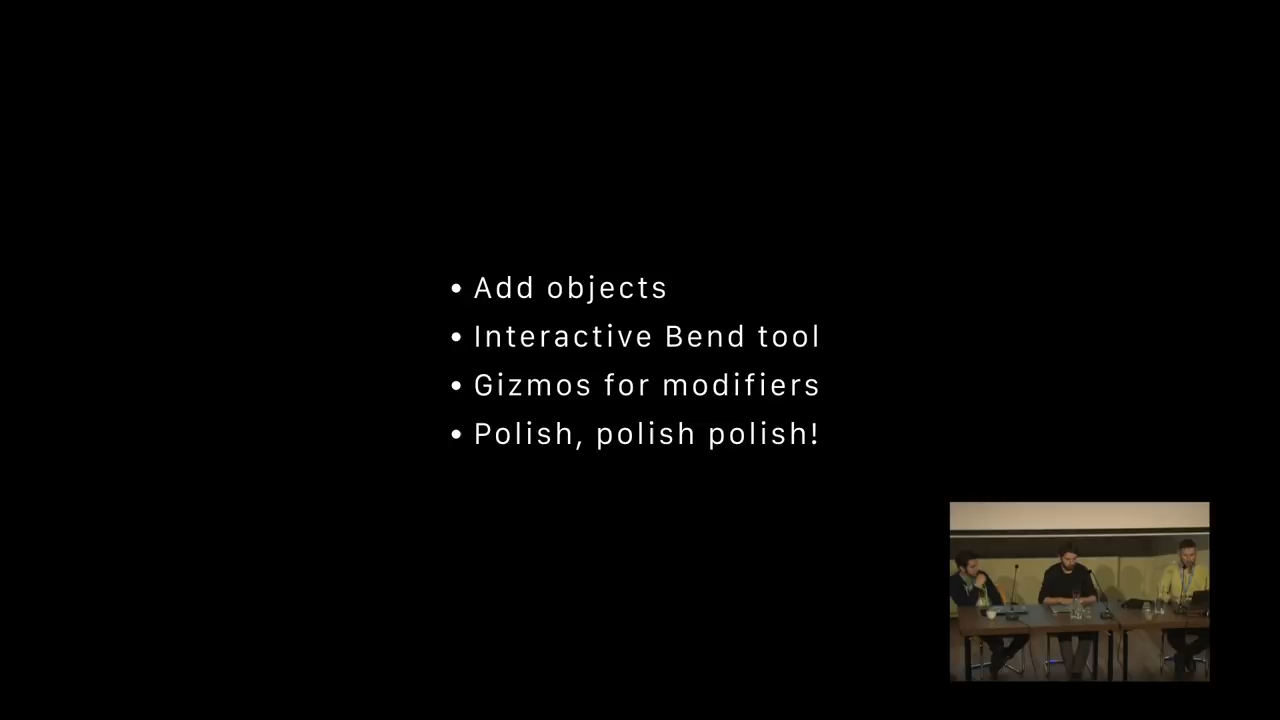 • Add objects
• Interactive Bend tool
• Gizmos for modifiers
• Polish, polish polish!